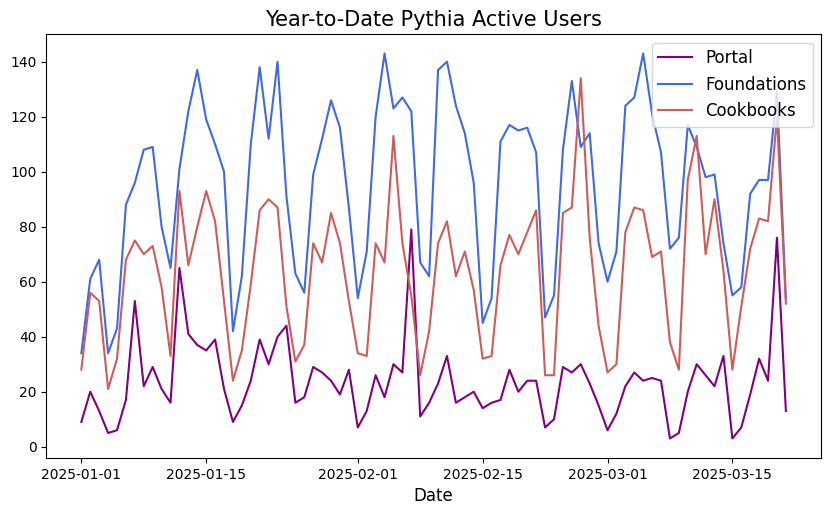 Year-to-Date Pythia Active Users
Portal
Foundations
Cookbooks
140
120
100
80
60
40
20
0
2025-01-01
2025-01-15
2025-02-01
2025-02-15
2025-03-01
2025-03-15
Date